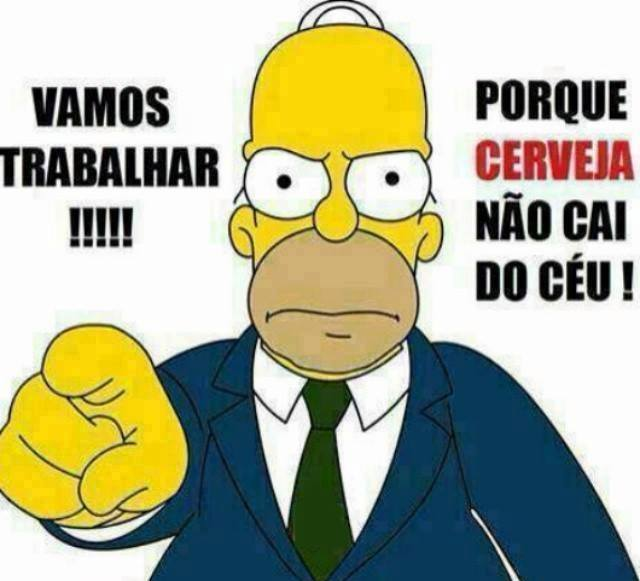 VAMOS
TRABALHAR
!!!!!
PORQUE
CERVEJA
NÃO CAI
DO CÉU !